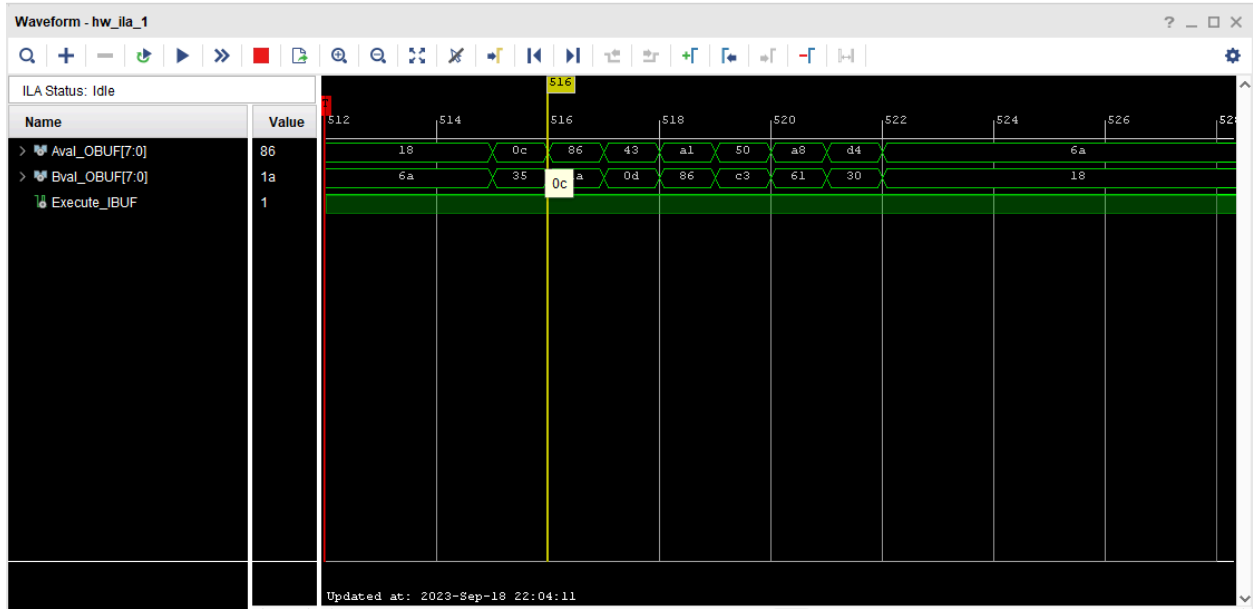 Waveform - hw_ila_1
ILA Status: Idle
Name Value
516
512 514 516 518 520 522 524 526 528
Aval_OBUF[7:0] 86 18 0c 86 43 a1 50 a8 d4 6a
Bval_OBUF[7:0] 1a 6a 35 a 0d 86 c3 61 30 18
0c
Execute_IBUF 1
Updated at: 2023-Sep-18 22:04:11